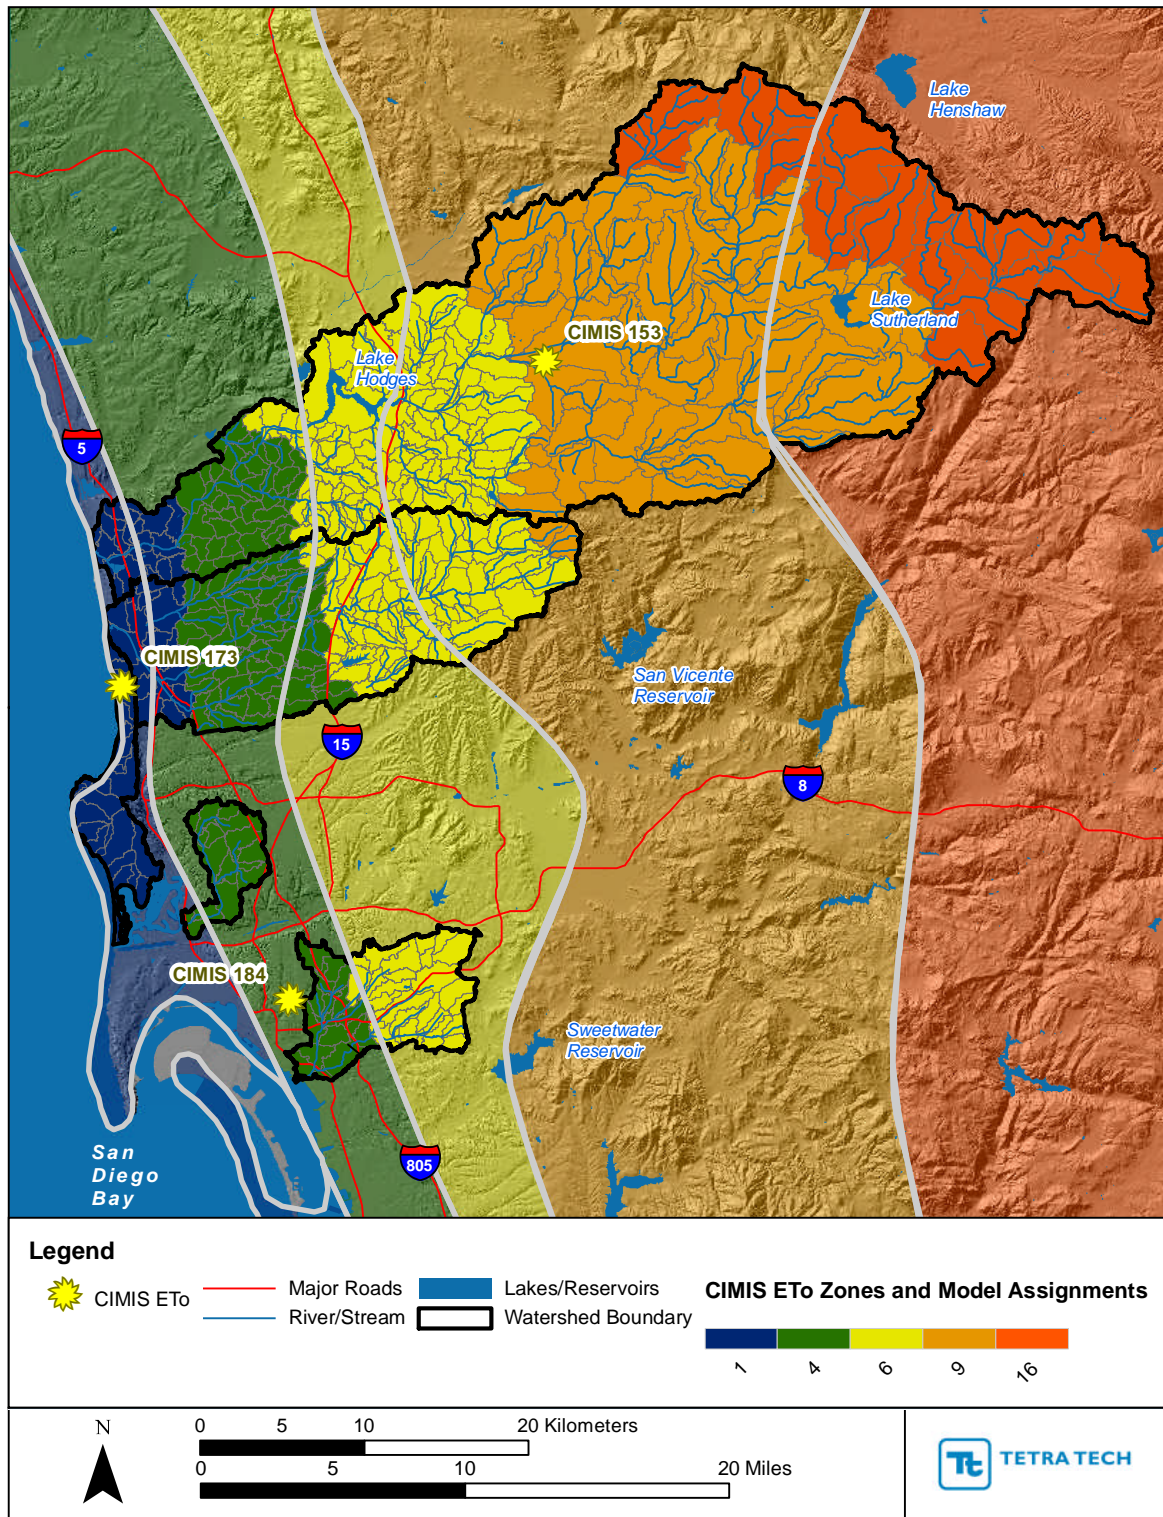 Lake
Henshaw
CIMIS 153
Lake
Sutherland
Lake
Hodges
5
CIMIS 173
San Vicente
Reservoir
15
8
CIMIS 184
Sweetwater
Reservoir
San
Diego
Bay
805
Legend
CIMIS ETo
Major Roads
River/Stream
Lakes/Reservoirs
Watershed Boundary
CIMIS ETo Zones and Model Assignments
1 4 6 9 16
N
0 5 10 20 Kilometers
0 5 10 20 Miles
Tt TETRA TECH